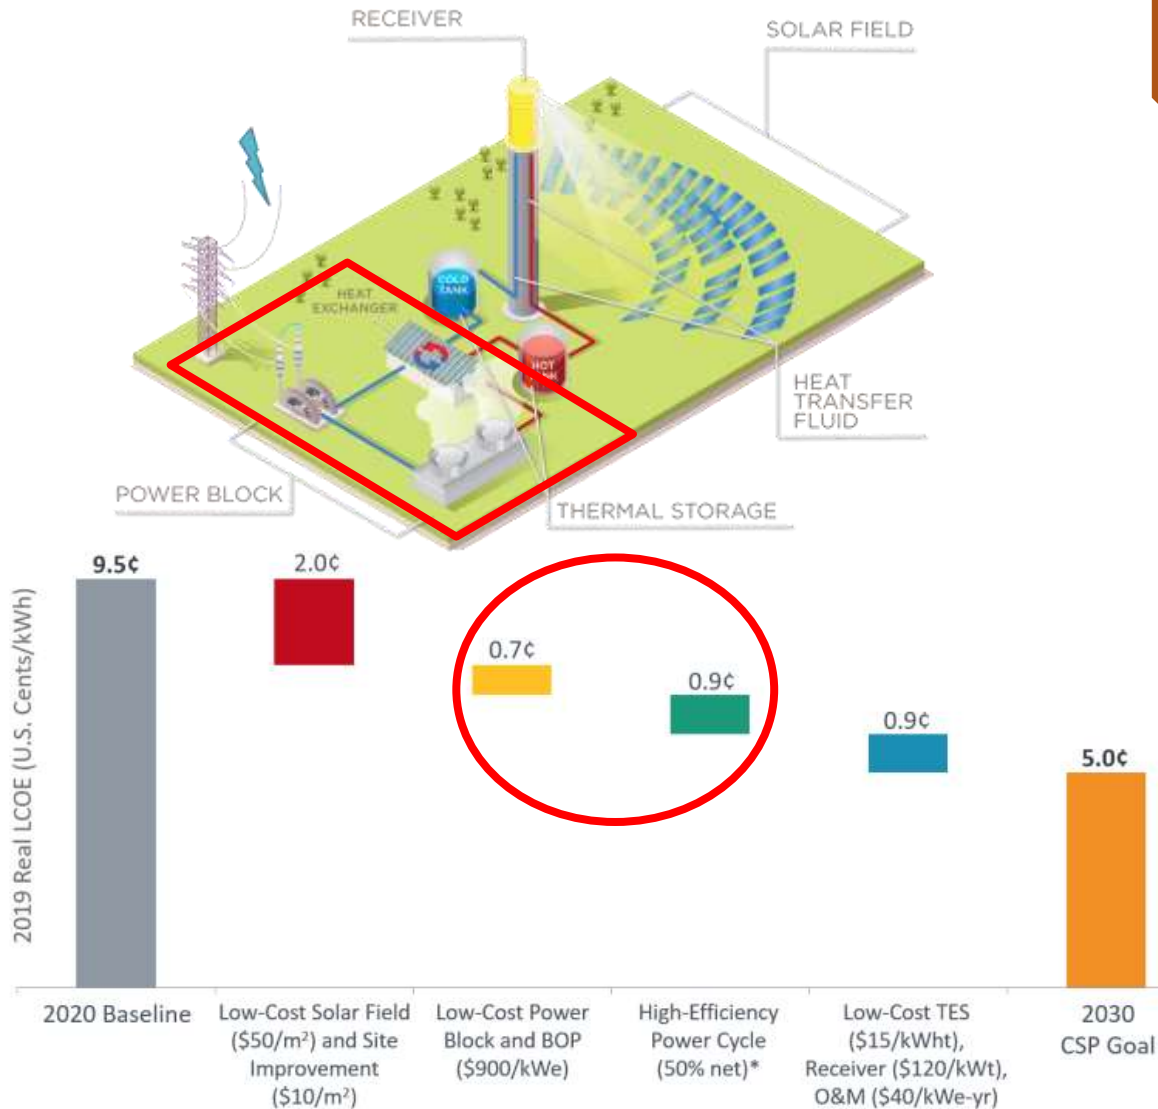 RECEIVER
SOLAR FIELD
COLD
TANK
HEAT
EXCHANGER
HOT
TANK
HEAT
TRANSFER
FLUID
POWER BLOCK
THERMAL STORAGE
2019 Real LCOE (U.S. Cents/kWh)
9.5¢
2.0¢
0.7¢
0.9¢
0.9¢
5.0¢
2020 Baseline
Low-Cost Solar Field
($50/m²) and Site
Improvement
($10/m²)
Low-Cost Power
Block and BOP
($900/kWe)
High-Efficiency
Power Cycle
(50% net)*
Low-Cost TES
($15/kWht),
Receiver ($120/kWt),
O&M ($40/kWe-yr)
2030
CSP Goal